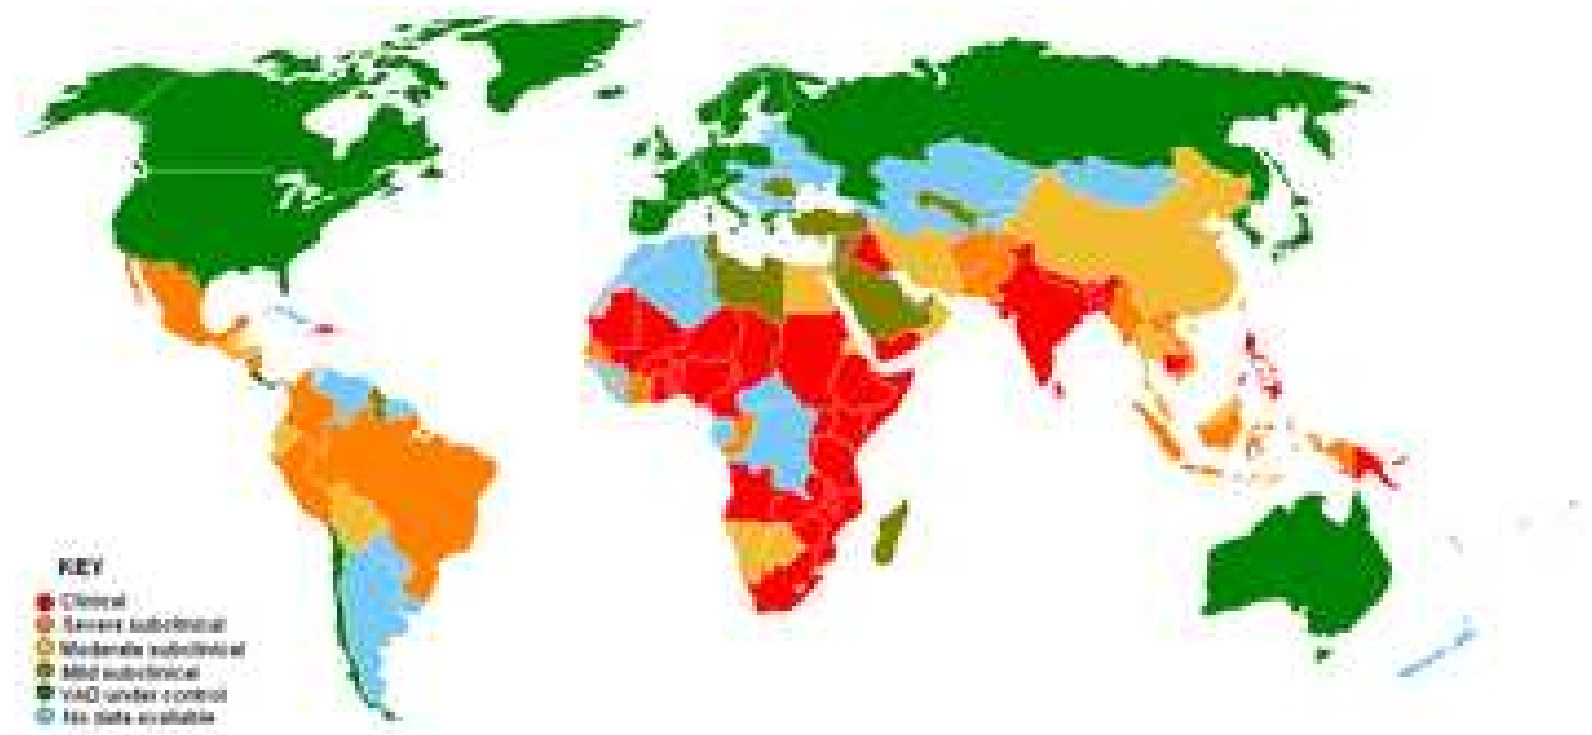 KEY
Clinical
Severe subclinical
Moderate subclinical
Mild subclinical
VAD under control
No data available